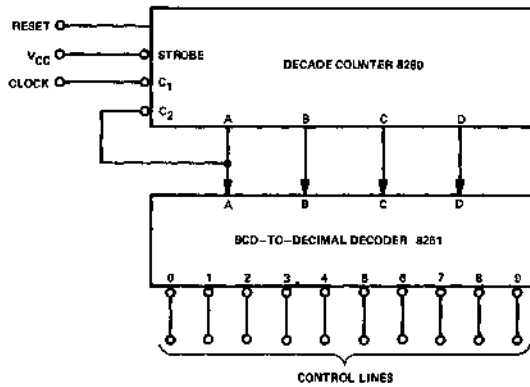 RESET
VCC
STROBE
DECADE COUNTER 8280
CLOCK
C1
C2
A B C D
A B C D
BCD-TO-DECIMAL DECODER 8251
0 1 2 3 4 5 6 7 8 9
CONTROL LINES